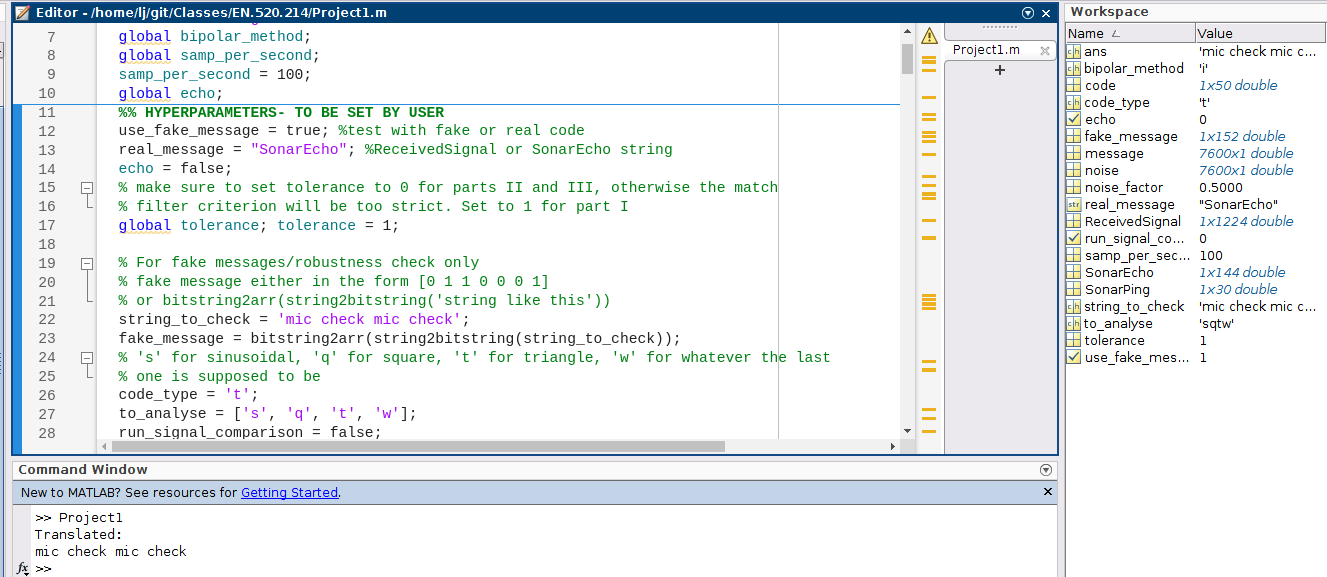 Editor - /home/lj/git/Classes/EN.520.214/Project1.m
7 global bipolar_method;
8 global samp_per_second;
9 samp_per_second = 100;
10 global echo;
11 %% HYPERPARAMETERS- TO BE SET BY USER
12 use_fake_message = true; %test with fake or real code
13 real_message = "SonarEcho"; %ReceivedSignal or SonarEcho string
14 echo = false;
15 % make sure to set tolerance to 0 for parts II and III, otherwise the match
16 % filter criterion will be too strict. Set to 1 for part I
17 global tolerance; tolerance = 1;
18
19 % For fake messages/robustness check only
20 % fake message either in the form [0 1 1 0 0 0 1]
21 % or bitstring2arr(string2bitstring('string like this'))
22 string_to_check = 'mic check mic check';
23 fake_message = bitstring2arr(string2bitstring(string_to_check));
24 % 's' for sinusoidal, 'q' for square, 't' for triangle, 'w' for whatever the last
25 % one is supposed to be
26 code_type = 't';
27 to_analyse = ['s', 'q', 't', 'w'];
28 run_signal_comparison = false;
Project1.m
+
Command Window
New to MATLAB? See resources for Getting Started.
>> Project1
Translated:
mic check mic check
fx >>
Workspace
Name Value
ans 'mic check mic c...
bipolar_method 'i'
code 1x50 double
code_type 't'
echo 0
fake_message 1x152 double
message 7600x1 double
noise 7600x1 double
noise_factor 0.5000
real_message "SonarEcho"
ReceivedSignal 1x1224 double
run_signal_co... 0
samp_per_sec... 100
SonarEcho 1x144 double
SonarPing 1x30 double
string_to_check 'mic check mic c...
to_analyse 'sqtw'
tolerance 1
use_fake_mes... 1